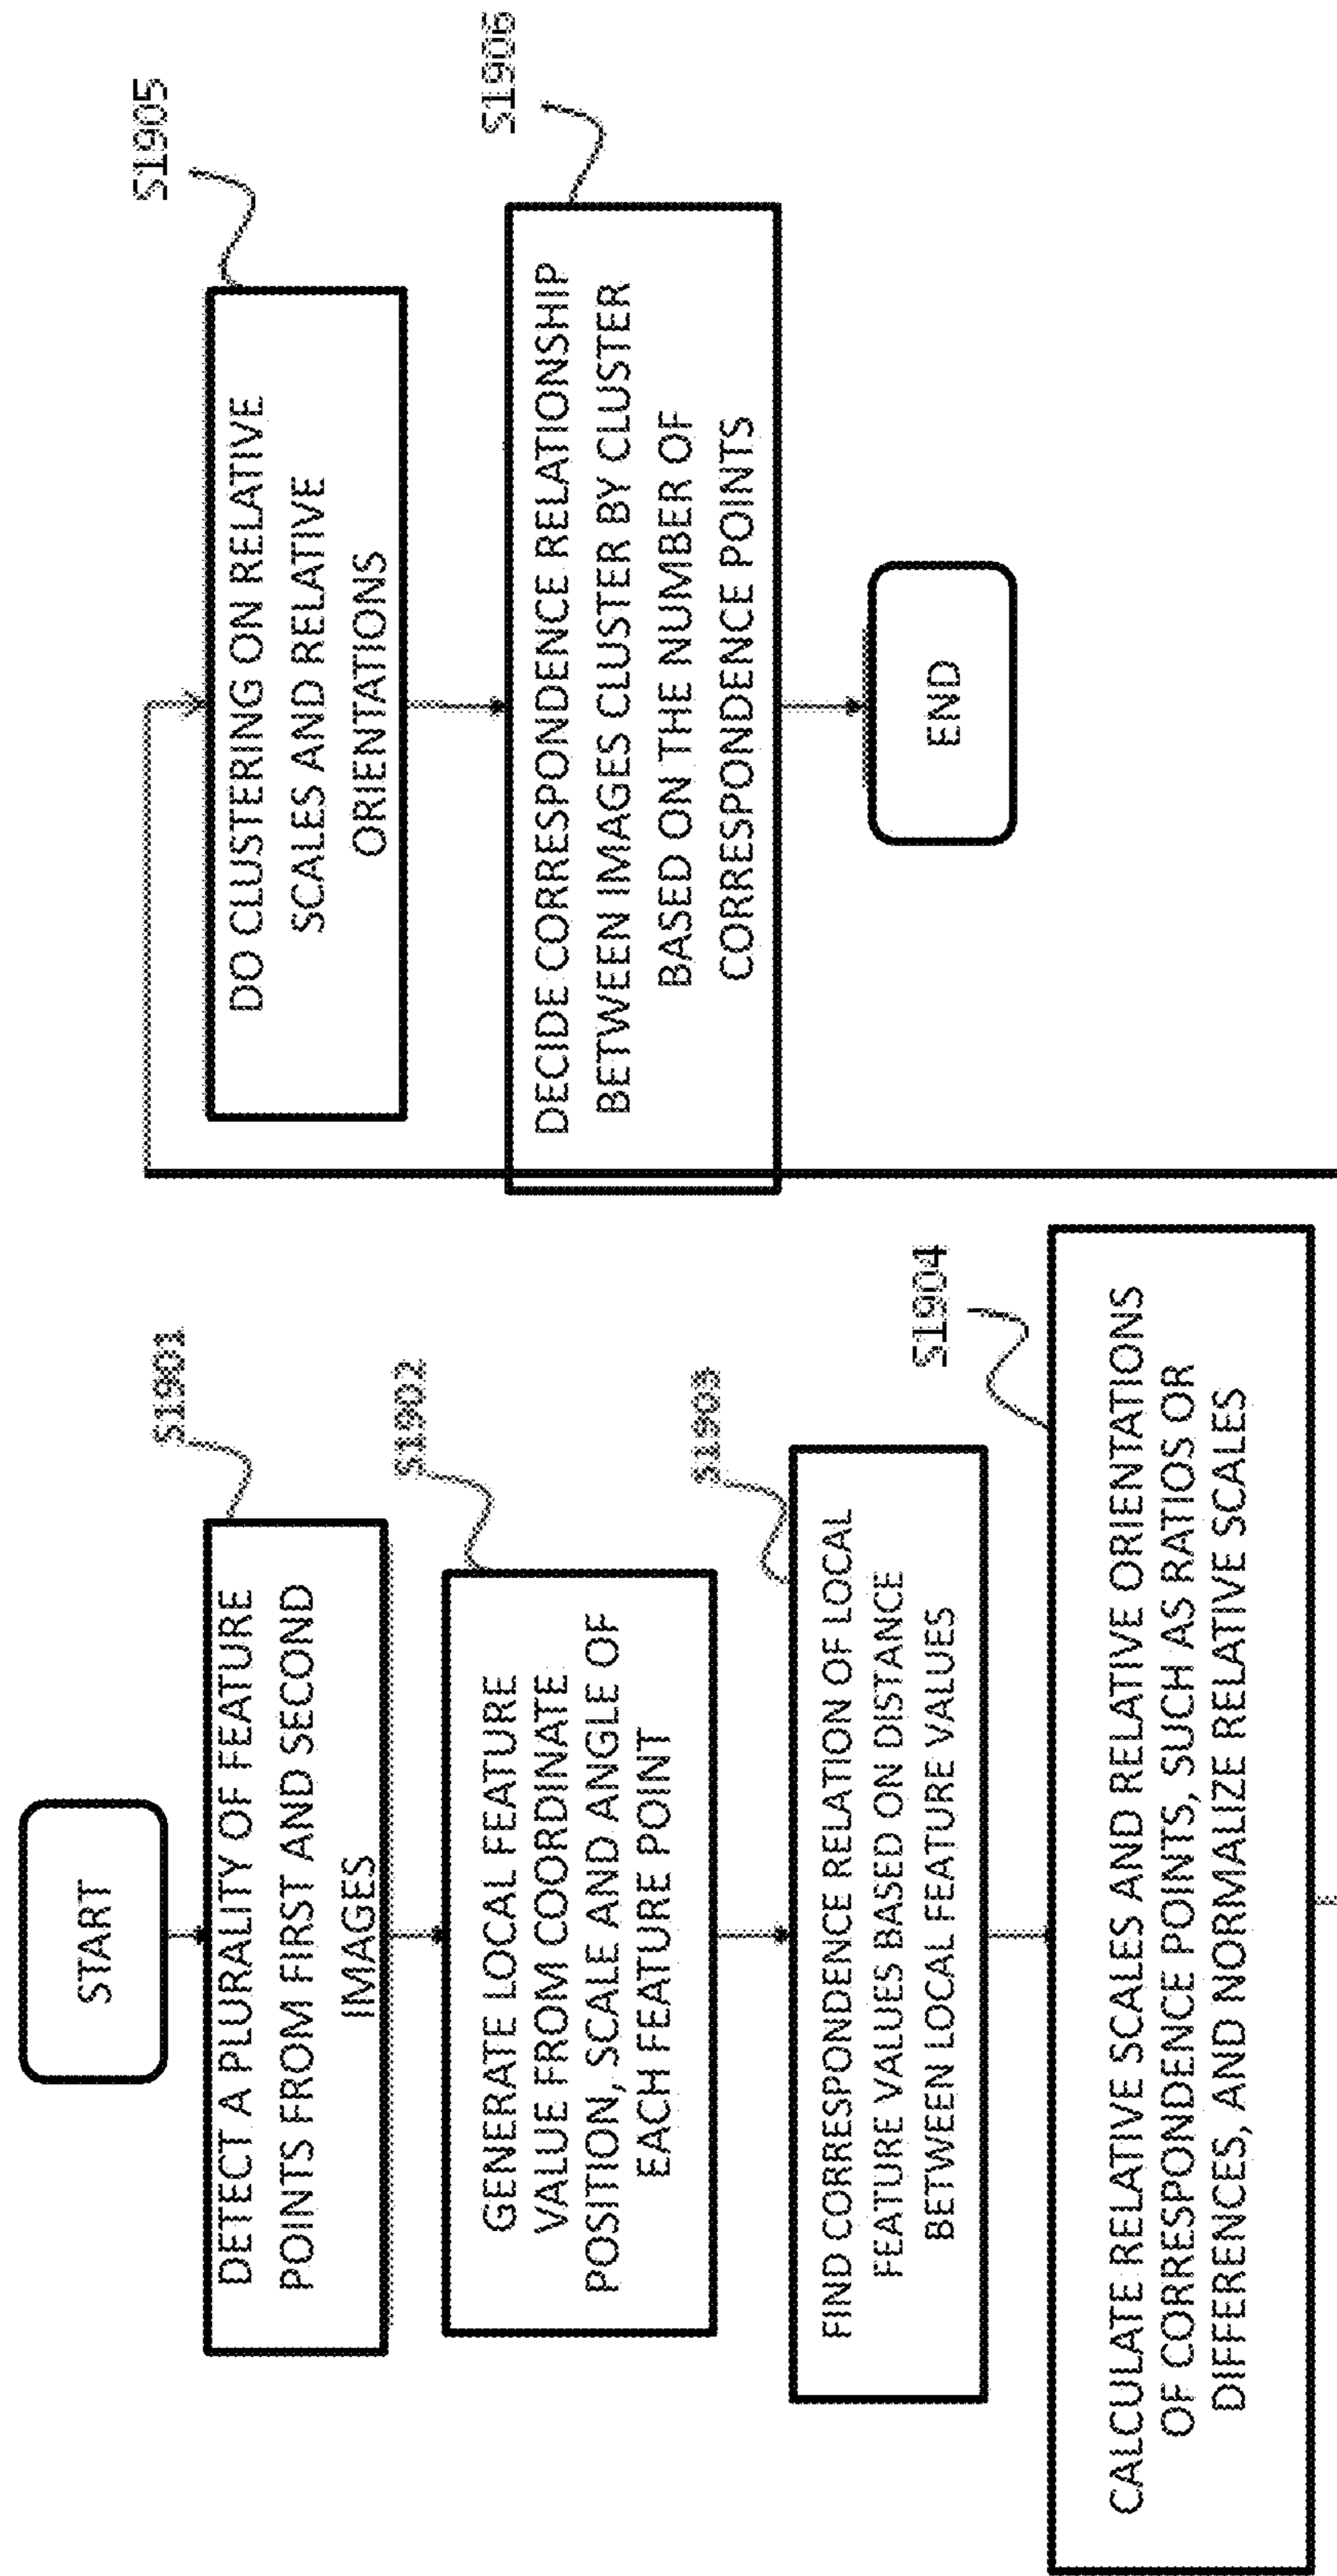 START
S1901
DETECT A PLURALITY OF FEATURE
POINTS FROM FIRST AND SECOND
IMAGES
S1902
GENERATE LOCAL FEATURE
VALUE FROM COORDINATE
POSITION, SCALE AND ANGLE OF
EACH FEATURE POINT
S1903
FIND CORRESPONDENCE RELATION OF LOCAL
FEATURE VALUES BASED ON DISTANCE
BETWEEN LOCAL FEATURE VALUES
S1904
CALCULATE RELATIVE SCALES AND RELATIVE ORIENTATIONS
OF CORRESPONDENCE POINTS, SUCH AS RATIOS OR
DIFFERENCES, AND NORMALIZE RELATIVE SCALES
S1905
DO CLUSTERING ON RELATIVE
SCALES AND RELATIVE
ORIENTATIONS
S1906
DECIDE CORRESPONDENCE RELATIONSHIP
BETWEEN IMAGES CLUSTER BY CLUSTER
BASED ON THE NUMBER OF
CORRESPONDENCE POINTS
END